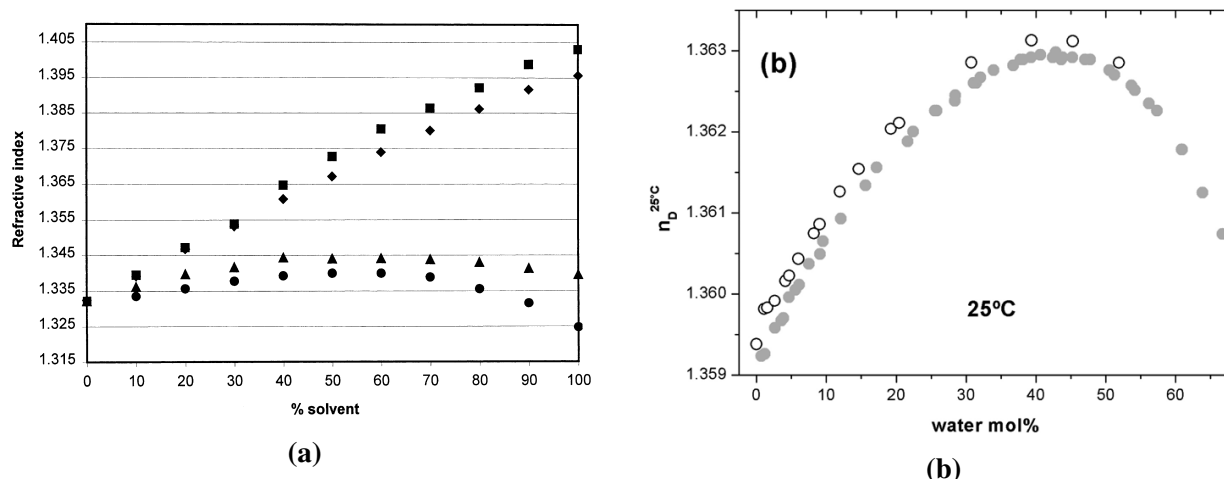 1.405
1.395
1.385
1.375
1.365
1.355
1.345
1.335
1.325
1.315
Refractive index
0 10 20 30 40 50 60 70 80 90 100
% solvent
(a)
(b)
1.363
1.362
1.361
1.360
1.359
n_D^25°C
25ºC
0 10 20 30 40 50 60
water mol%
(b)